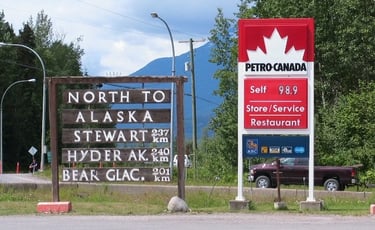 NORTH TO
ALASKA
STEWART 237 km
HYDER AK. 240 km
BEAR GLAC. 201 km
PETRO-CANADA
Self 98.9
Store/Service
Restaurant
RBC